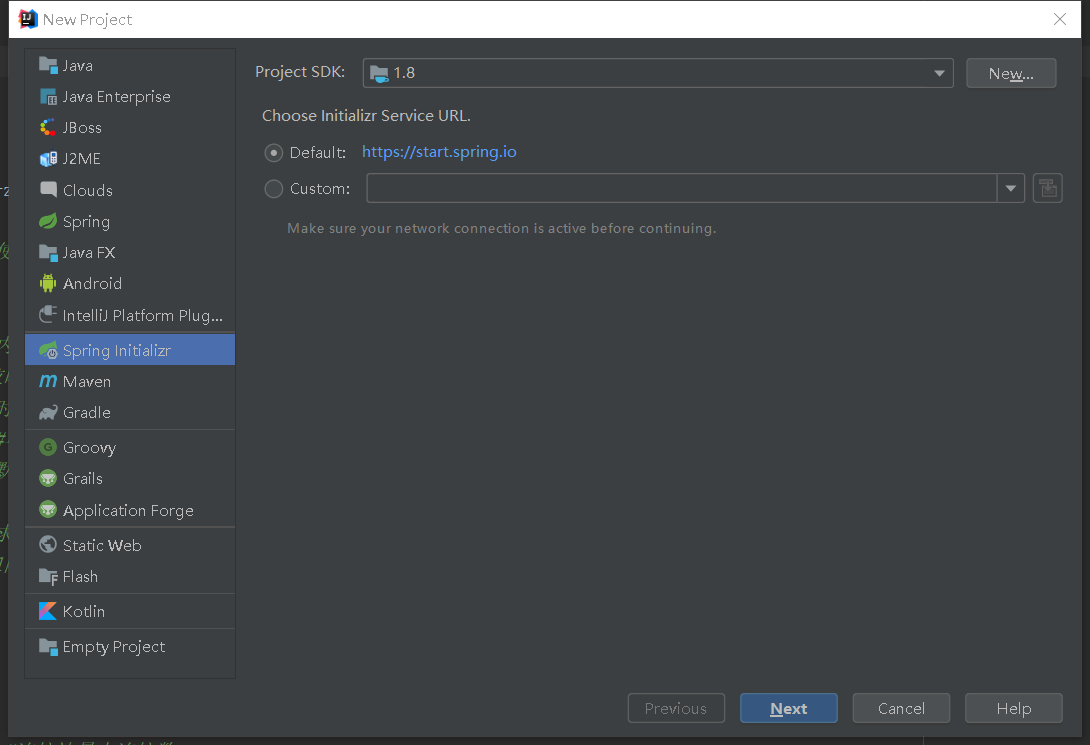 New Project
Java
Java Enterprise
JBoss
J2ME
Clouds
Spring
Java FX
Android
IntelliJ Platform Plug...
Spring Initializr
Maven
Gradle
Groovy
Grails
Application Forge
Static Web
Flash
Kotlin
Empty Project
Project SDK: 1.8 New...
Choose Initializr Service URL.
Default: https://start.spring.io
Custom:
Make sure your network connection is active before continuing.
Previous Next Cancel Help